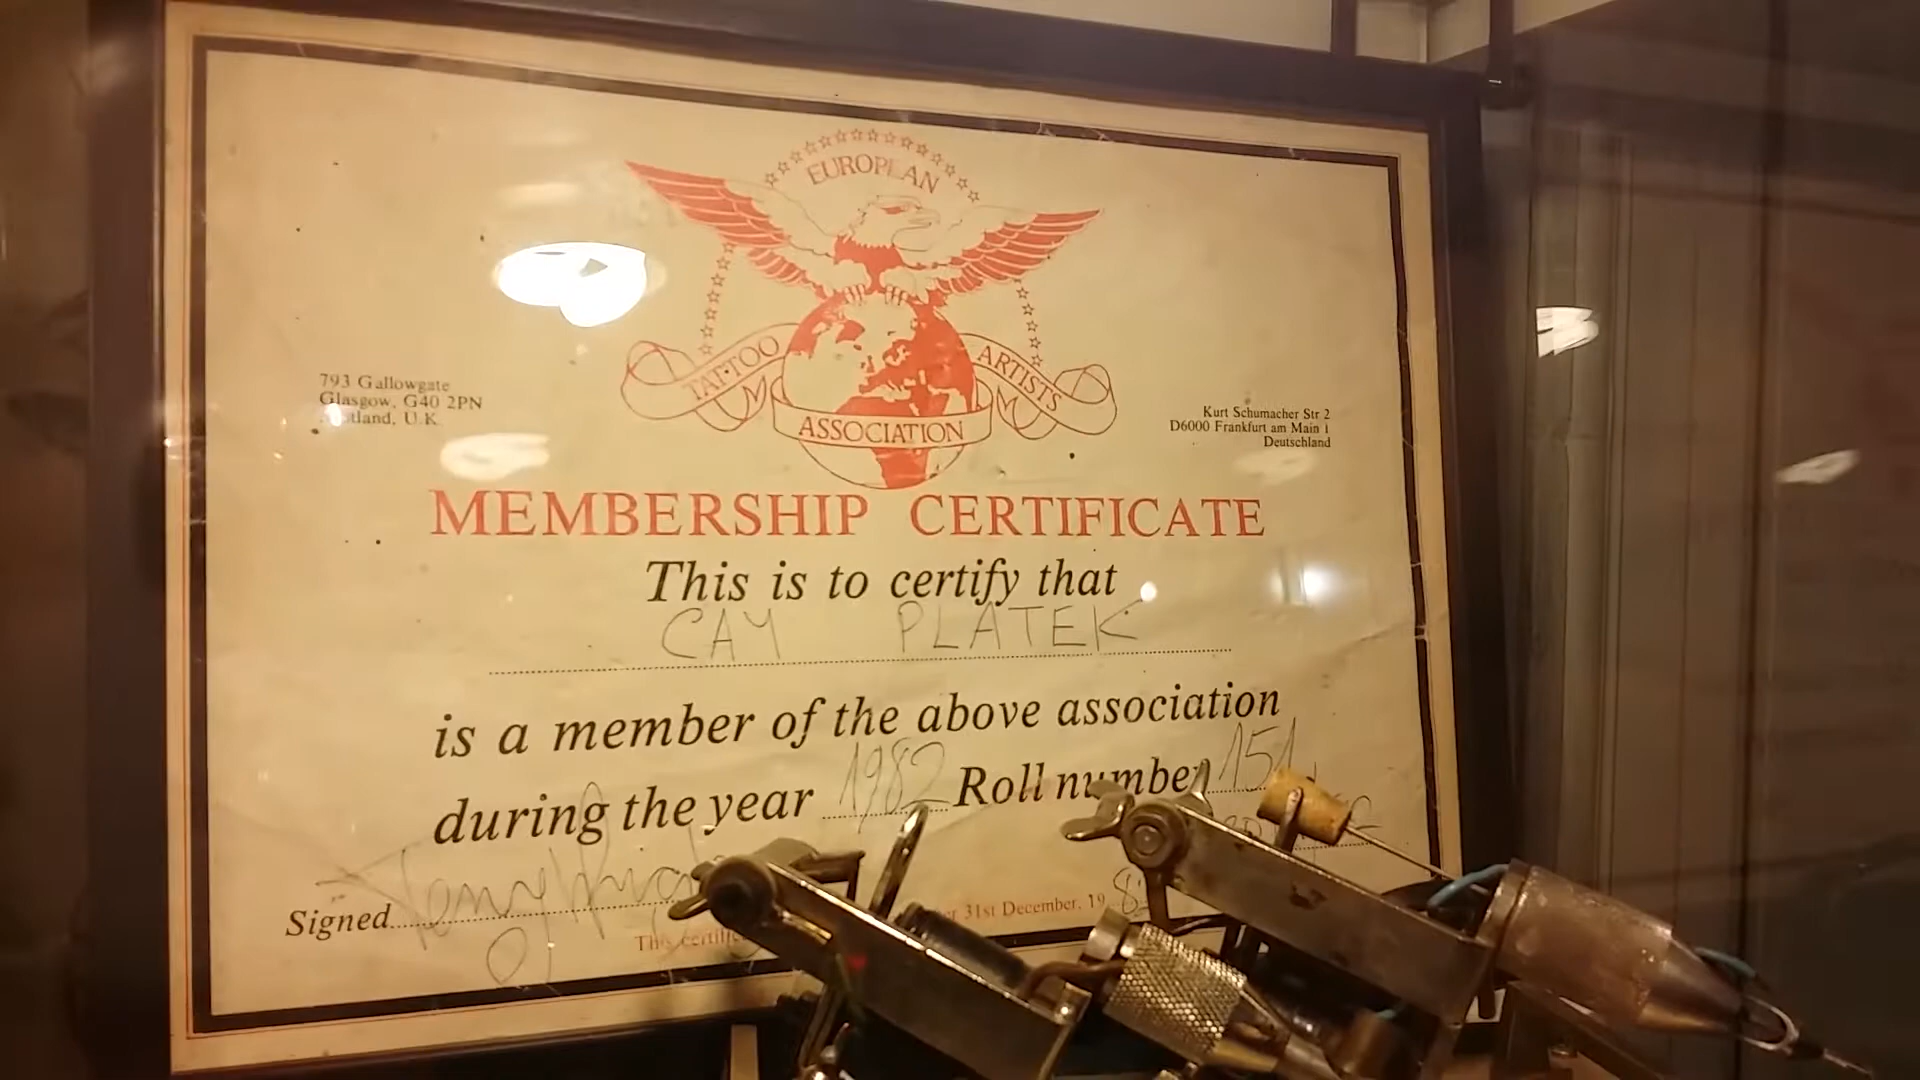 EUROPEAN
TATTOO
ARTISTS
ASSOCIATION
793 Gallowgate
Glasgow, G40 2PN
U.K.
Kurt Schumacher Str 2
D6000 Frankfurt am Main 1
Deutschland
MEMBERSHIP CERTIFICATE
This is to certify that
CAY PLATEK
is a member of the above association
during the year 1982 Roll number 151
Signed
This 31st December, 19